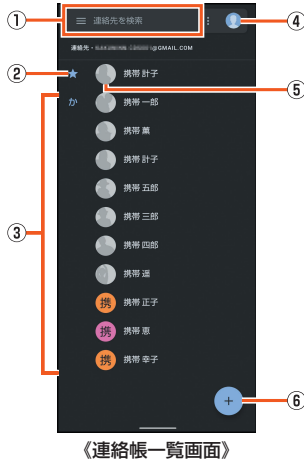 ①
連絡先を検索
④
連絡先・@GMAIL.COM
②
★
携帯 計子
⑤
か
携帯 一郎
携帯 薫
携帯 計子
③
携帯 五郎
携帯 三郎
携帯 四郎
携帯 遥
携
携帯 正子
携
携帯 恵
携
携帯 幸子
+
⑥
《連絡帳一覧画面》